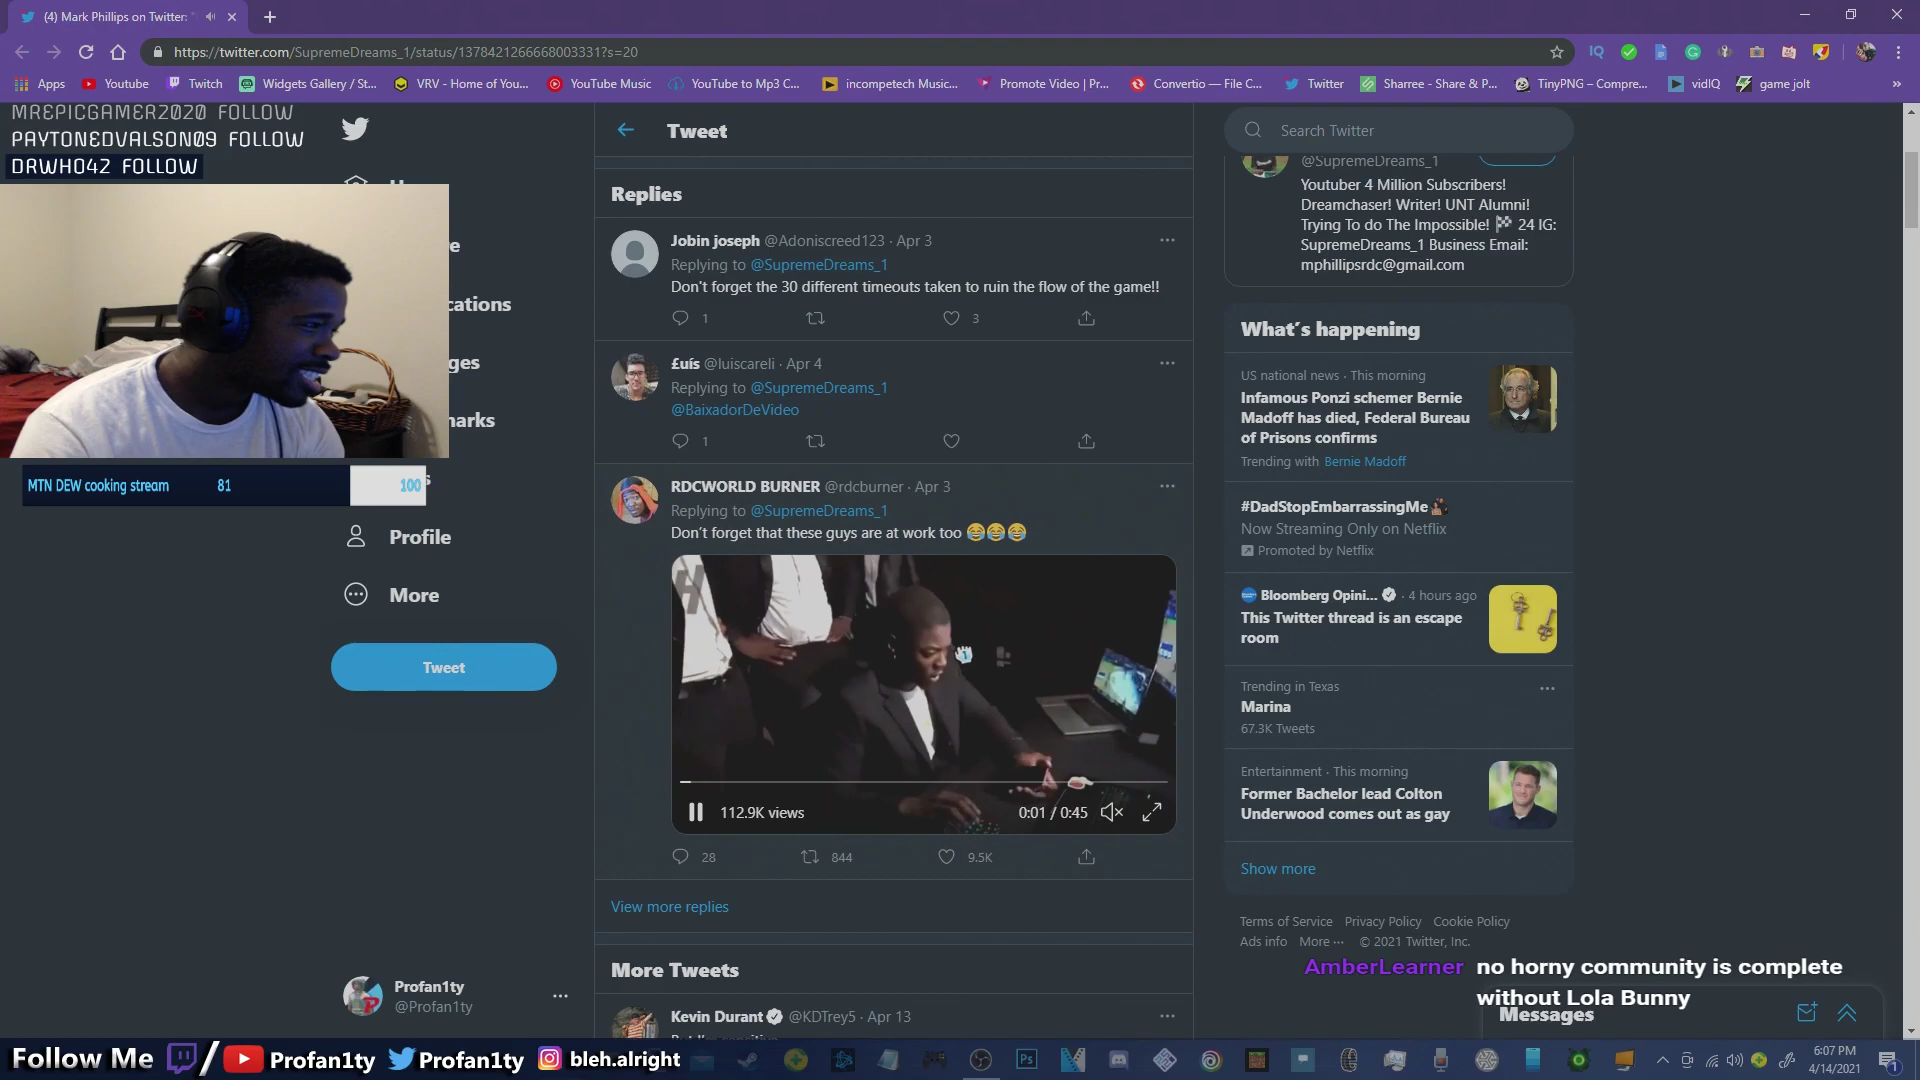 (4) Mark Phillips on Twitter: "
https://twitter.com/SupremeDreams_1/status/1378421266668003331?s=20
Apps
Youtube
Twitch
Widgets Gallery / St...
VRV - Home of You...
YouTube Music
YouTube to Mp3 C...
incompetech Music...
Promote Video | Pr...
Convertio — File C...
Twitter
Sharree - Share & P...
TinyPNG – Compre...
vidIQ
game jolt
»
MREPICGAMER2020 FOLLOW
PAYTONEDVALSON09 FOLLOW
DRWHO42 FOLLOW
e
cations
ges
marks
s
MTN DEW cooking stream 81 100
Profile
More
Tweet
Profan1ty
@Profan1ty
Tweet
Replies
Jobin joseph @Adoniscreed123 · Apr 3
Replying to @SupremeDreams_1
Don't forget the 30 different timeouts taken to ruin the flow of the game!!
1 3
£uís @luiscareli · Apr 4
Replying to @SupremeDreams_1
@BaixadorDeVideo
1
RDCWORLD BURNER @rdcburner · Apr 3
Replying to @SupremeDreams_1
Don't forget that these guys are at work too 😂😂😂
112.9K views 0:01 / 0:45
28 844 9.5K
View more replies
More Tweets
Kevin Durant @KDTrey5 · Apr 13
Search Twitter
@SupremeDreams_1
Youtuber 4 Million Subscribers!
Dreamchaser! Writer! UNT Alumni!
Trying To do The Impossible! 🏁 24 IG:
SupremeDreams_1 Business Email:
mphillipsrdc@gmail.com
What's happening
US national news · This morning
Infamous Ponzi schemer Bernie
Madoff has died, Federal Bureau
of Prisons confirms
Trending with Bernie Madoff
#DadStopEmbarrassingMe
Now Streaming Only on Netflix
Promoted by Netflix
Bloomberg Opini... · 4 hours ago
This Twitter thread is an escape
room
Trending in Texas
Marina
67.3K Tweets
Entertainment · This morning
Former Bachelor lead Colton
Underwood comes out as gay
Show more
Terms of Service Privacy Policy Cookie Policy
Ads info More ··· © 2021 Twitter, Inc.
AmberLearner no horny community is complete
without Lola Bunny
Messages
Follow Me / Profan1ty Profan1ty bleh.alright
6:07 PM
4/14/2021